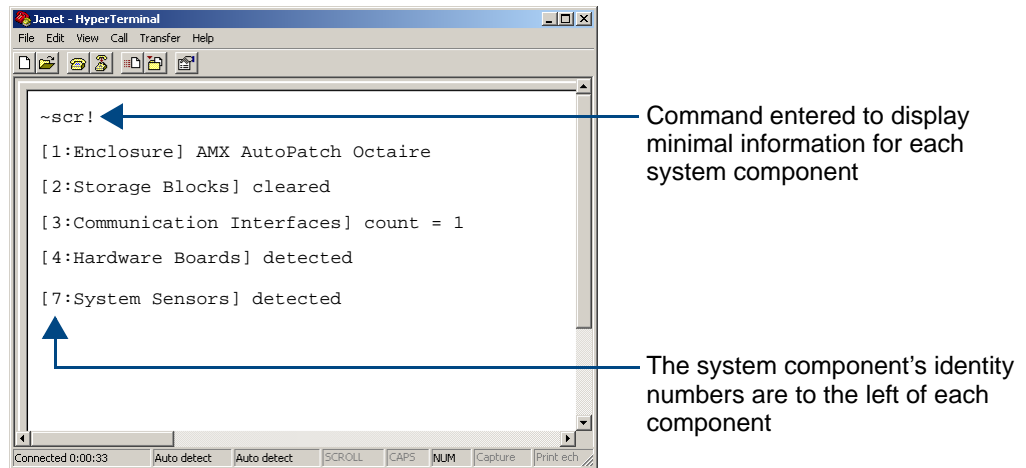 Janet - HyperTerminal
File Edit View Call Transfer Help
~scr!
[1:Enclosure] AMX AutoPatch Octaire
[2:Storage Blocks] cleared
[3:Communication Interfaces] count = 1
[4:Hardware Boards] detected
[7:System Sensors] detected
Connected 0:00:33 Auto detect Auto detect SCROLL CAPS NUM Capture Print ech
Command entered to display
minimal information for each
system component
The system component's identity
numbers are to the left of each
component